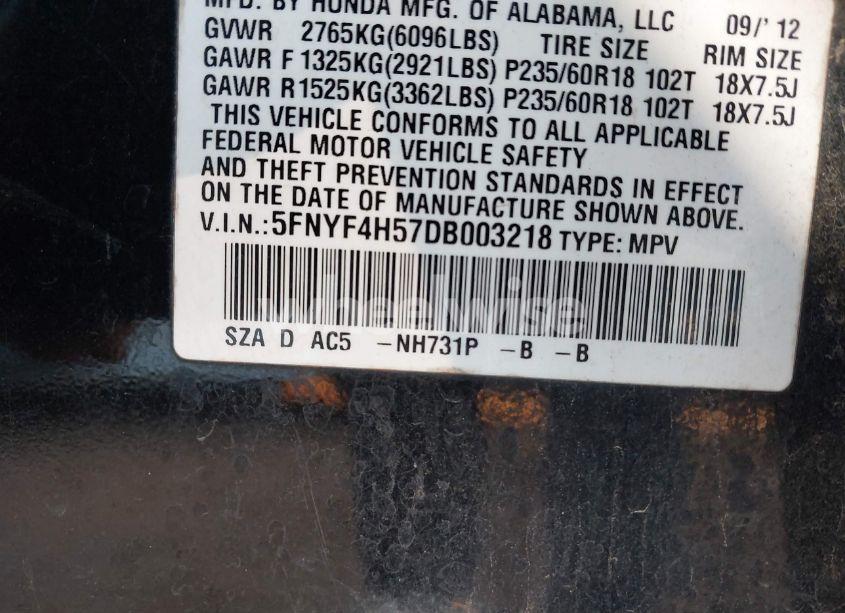 MFD. BY HONDA MFG. OF ALABAMA, LLC 09/' 12
GVWR 2765KG(6096LBS) TIRE SIZE RIM SIZE
GAWR F 1325KG(2921LBS) P235/60R18 102T 18X7.5J
GAWR R1525KG(3362LBS) P235/60R18 102T 18X7.5J
THIS VEHICLE CONFORMS TO ALL APPLICABLE
FEDERAL MOTOR VEHICLE SAFETY
AND THEFT PREVENTION STANDARDS IN EFFECT
ON THE DATE OF MANUFACTURE SHOWN ABOVE.
V.I.N.:5FNYF4H57DB003218 TYPE: MPV
wheelwise
SZA D AC5 -NH731P -B -B